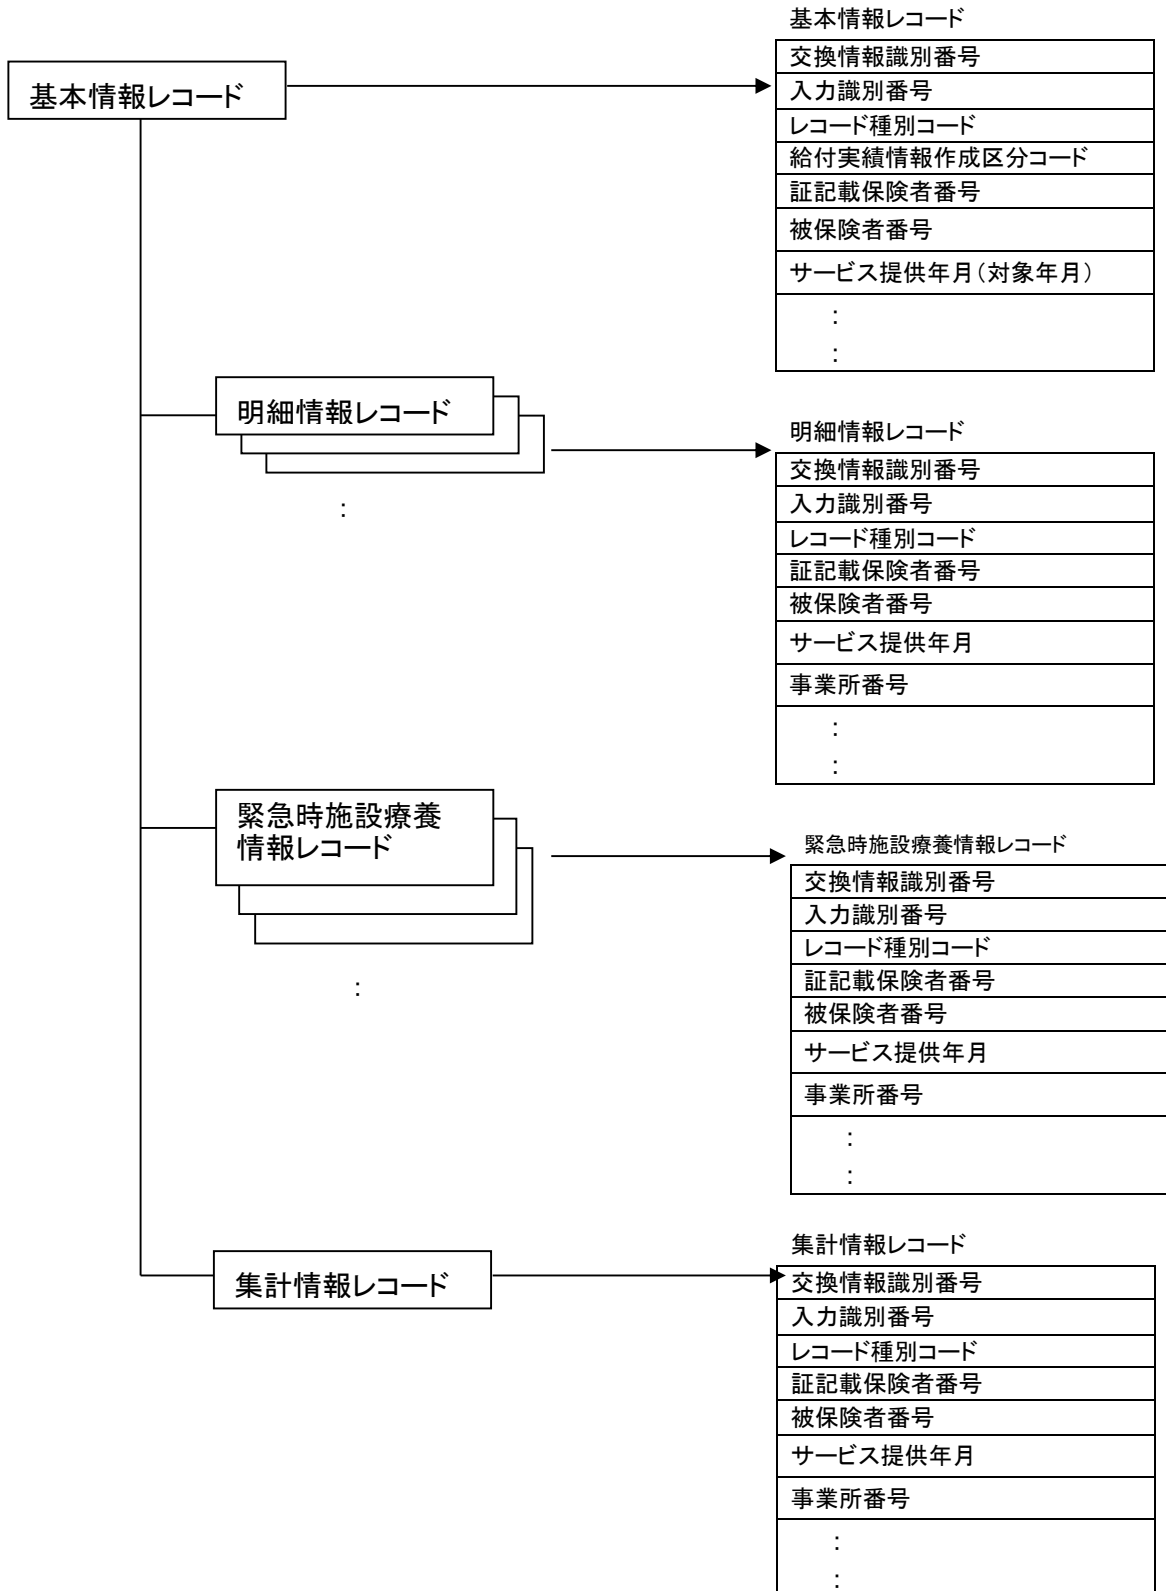 基本情報レコード
基本情報レコード
交換情報識別番号
入力識別番号
レコード種別コード
給付実績情報作成区分コード
証記載保険者番号
被保険者番号
サービス提供年月(対象年月)
:
:
明細情報レコード
:
明細情報レコード
交換情報識別番号
入力識別番号
レコード種別コード
証記載保険者番号
被保険者番号
サービス提供年月
事業所番号
:
:
緊急時施設療養
情報レコード
:
緊急時施設療養情報レコード
交換情報識別番号
入力識別番号
レコード種別コード
証記載保険者番号
被保険者番号
サービス提供年月
事業所番号
:
:
集計情報レコード
集計情報レコード
交換情報識別番号
入力識別番号
レコード種別コード
証記載保険者番号
被保険者番号
サービス提供年月
事業所番号
:
: